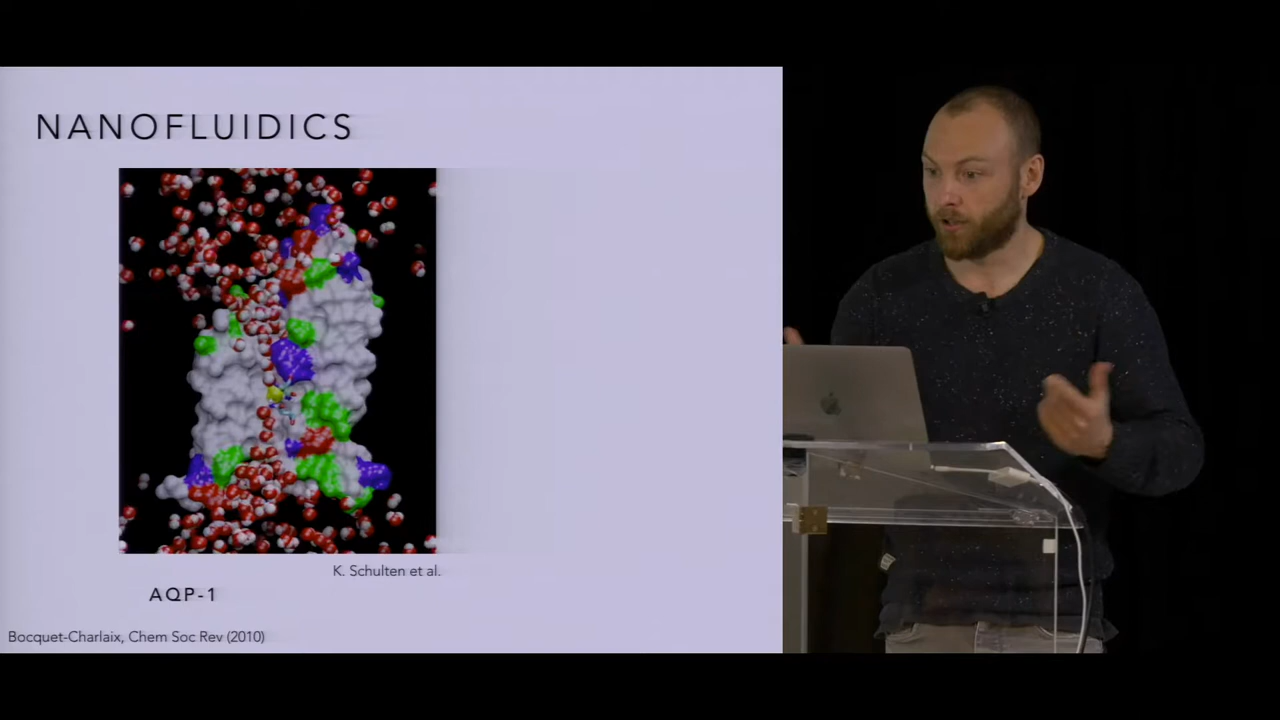 NANOFLUIDICS
K. Schulten et al.
AQP-1
Bocquet-Charlaix, Chem Soc Rev (2010)